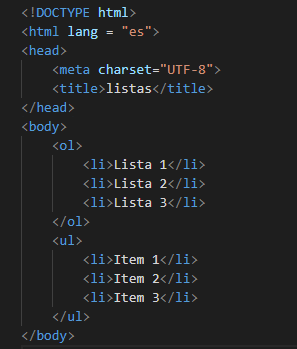 <!DOCTYPE html>
<html lang = "es">
<head>
    <meta charset="UTF-8">
    <title>listas</title>
</head>
<body>
    <ol>
        <li>Lista 1</li>
        <li>Lista 2</li>
        <li>Lista 3</li>
    </ol>
    <ul>
        <li>Item 1</li>
        <li>Item 2</li>
        <li>Item 3</li>
    </ul>
</body>